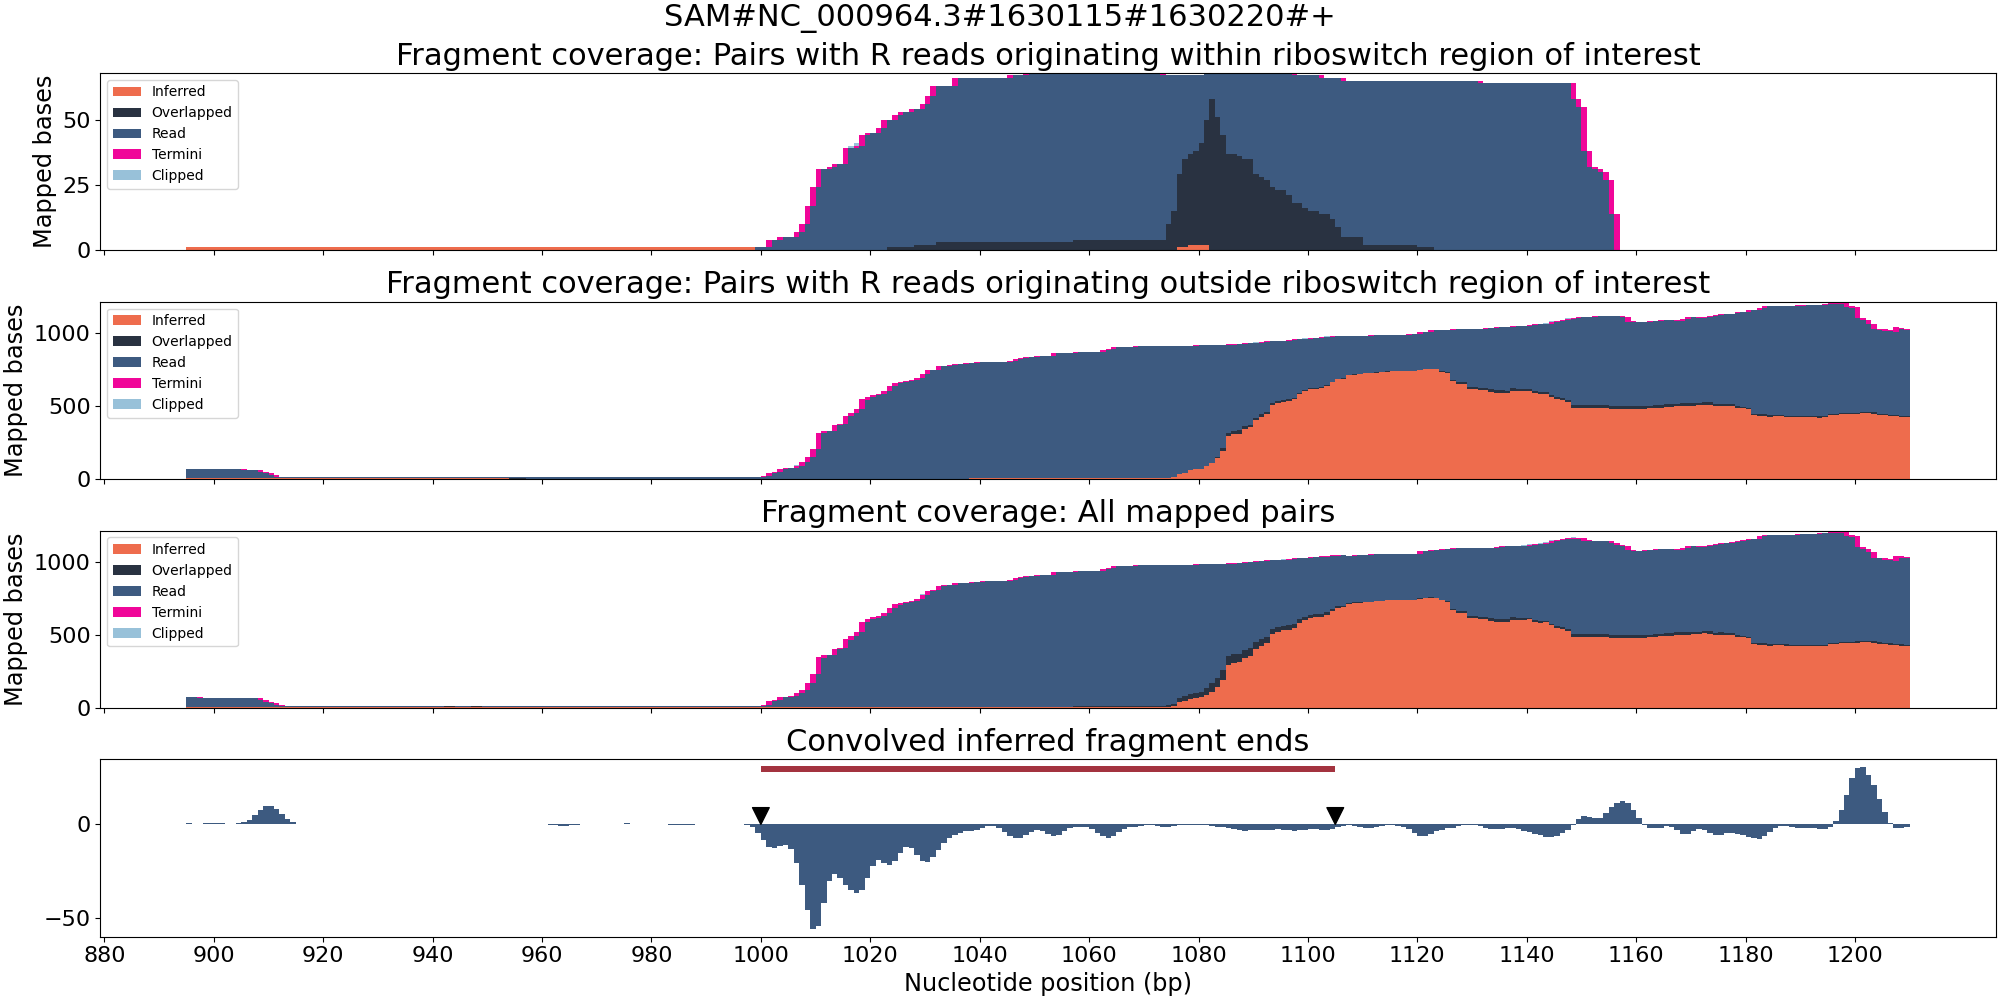 SAM#NC_000964.3#1630115#1630220#+
Fragment coverage: Pairs with R reads originating within riboswitch region of interest
Mapped bases
50
25
0
Inferred
Overlapped
Read
Termini
Clipped
Fragment coverage: Pairs with R reads originating outside riboswitch region of interest
Mapped bases
1000
500
0
Inferred
Overlapped
Read
Termini
Clipped
Fragment coverage: All mapped pairs
Mapped bases
1000
500
0
Inferred
Overlapped
Read
Termini
Clipped
Convolved inferred fragment ends
0
−50
880 900 920 940 960 980 1000 1020 1040 1060 1080 1100 1120 1140 1160 1180 1200
Nucleotide position (bp)